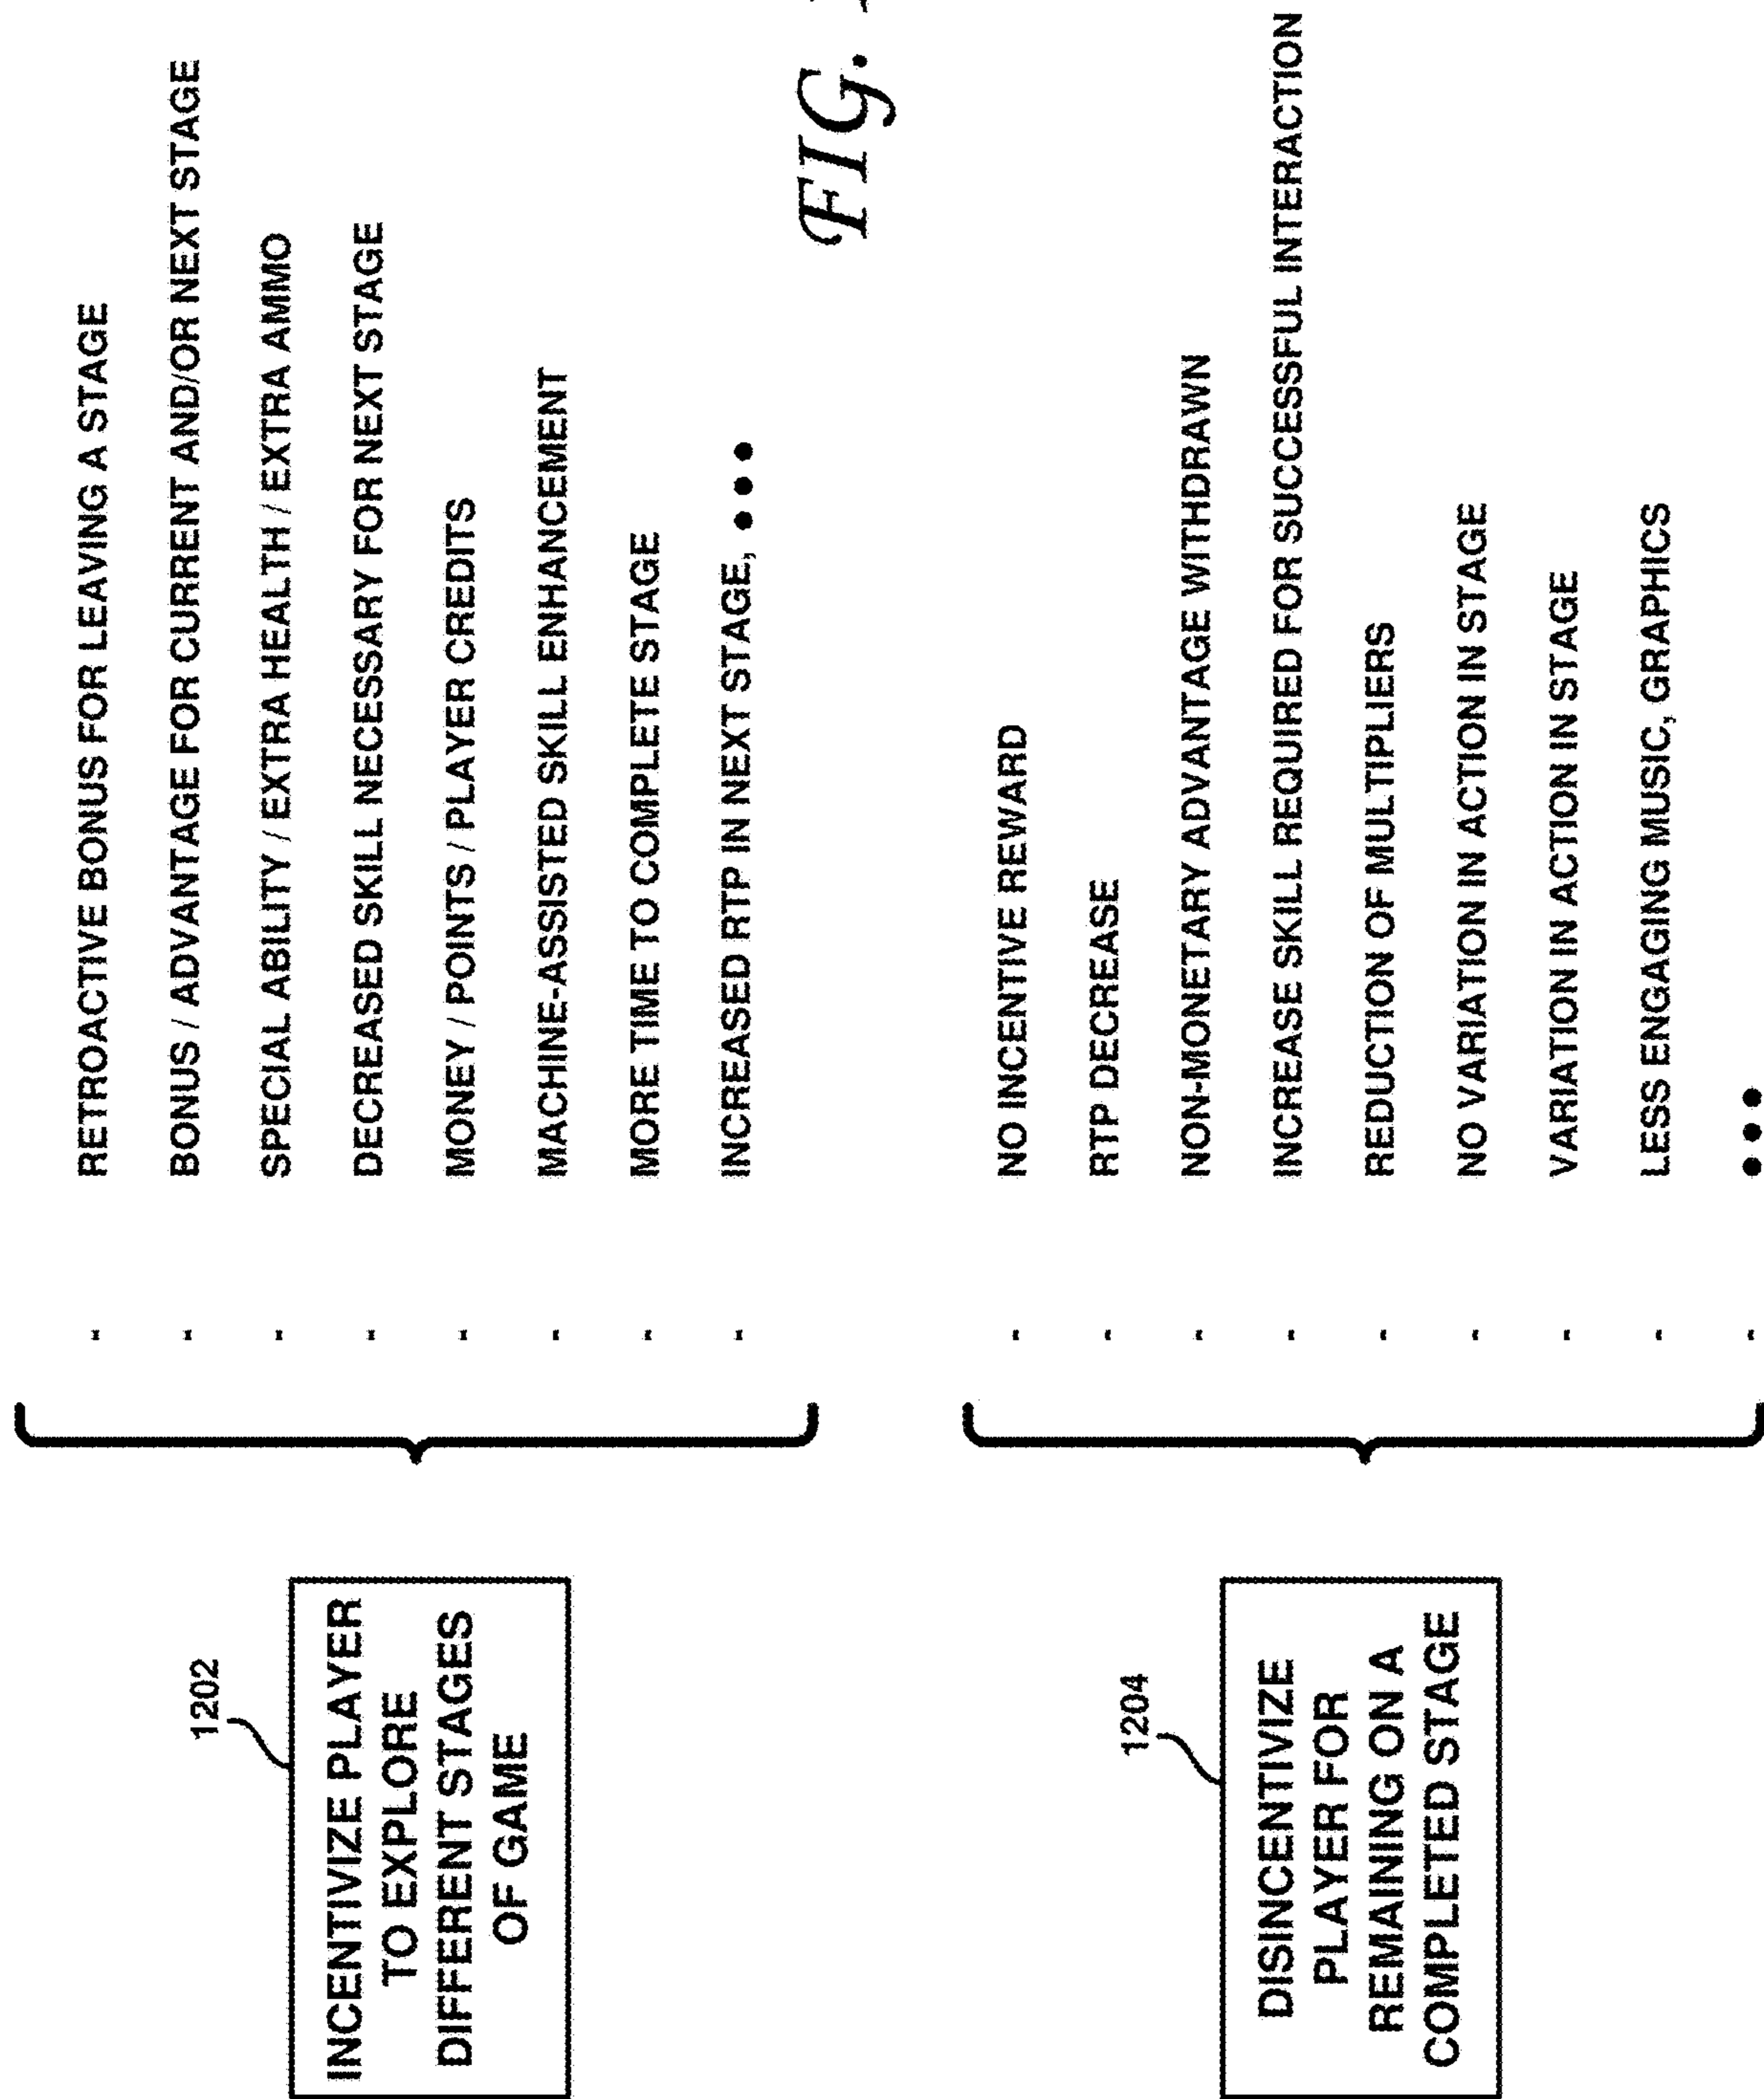 1202
INCENTIVIZE PLAYER
TO EXPLORE
DIFFERENT STAGES
OF GAME
- RETROACTIVE BONUS FOR LEAVING A STAGE
- BONUS / ADVANTAGE FOR CURRENT AND/OR NEXT STAGE
- SPECIAL ABILITY / EXTRA HEALTH / EXTRA AMMO
- DECREASED SKILL NECESSARY FOR NEXT STAGE
- MONEY / POINTS / PLAYER CREDITS
- MACHINE-ASSISTED SKILL ENHANCEMENT
- MORE TIME TO COMPLETE STAGE
- INCREASED RTP IN NEXT STAGE, •••
FIG.
1204
DISINCENTIVIZE
PLAYER FOR
REMAINING ON A
COMPLETED STAGE
- NO INCENTIVE REWARD
- RTP DECREASE
- NON-MONETARY ADVANTAGE WITHDRAWN
- INCREASE SKILL REQUIRED FOR SUCCESSFUL INTERACTION
- REDUCTION OF MULTIPLIERS
- NO VARIATION IN ACTION IN STAGE
- VARIATION IN ACTION IN STAGE
- LESS ENGAGING MUSIC, GRAPHICS
- •••